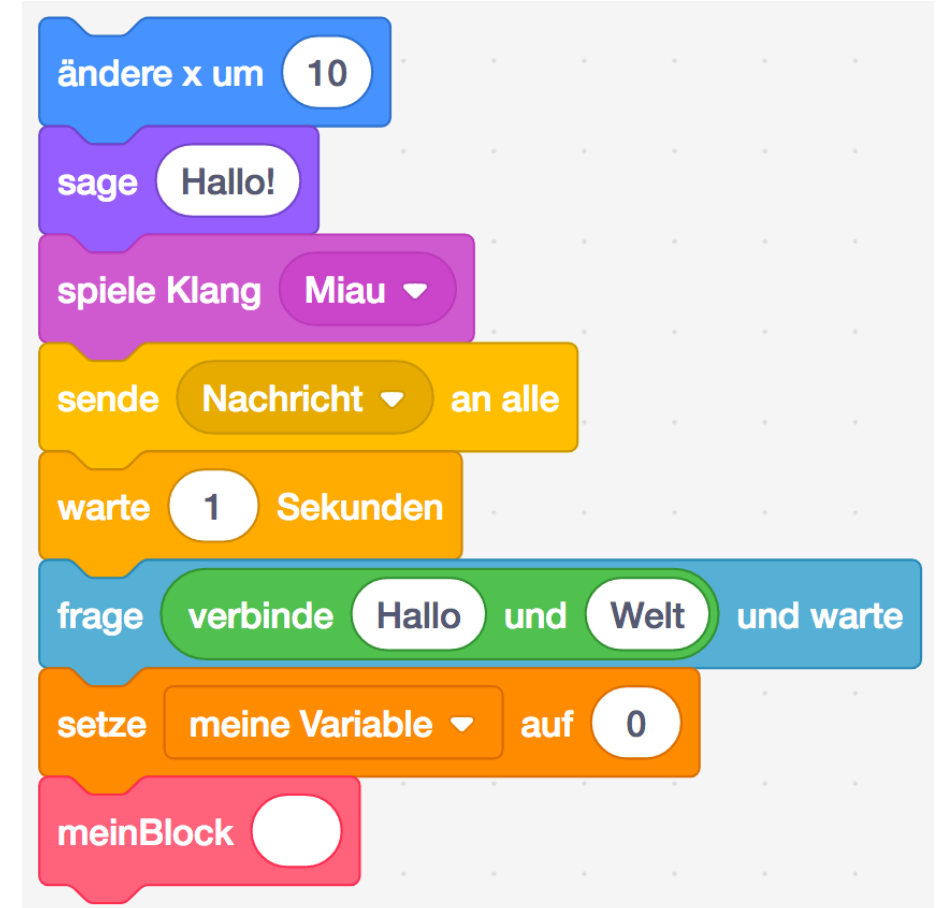 ändere x um 10
sage Hallo!
spiele Klang Miau
sende Nachricht an alle
warte 1 Sekunden
frage verbinde Hallo und Welt und warte
setze meine Variable auf 0
meinBlock